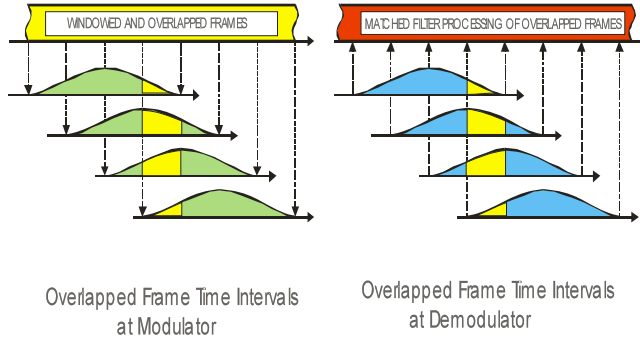 WINDOWED AND OVERLAPPED FRAMES
MATCHED FILTER PROCESSING OF OVERLAPPED FRAMES
Overlapped Frame Time Intervals
at Modulator
Overlapped Frame Time Intervals
at Demodulator